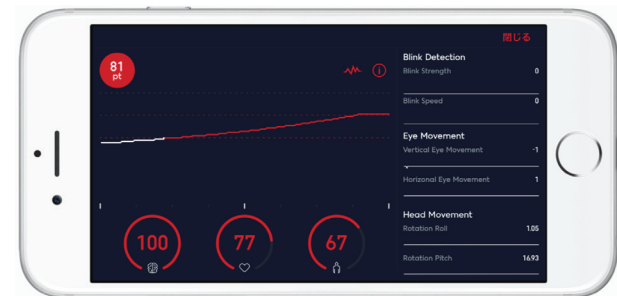 閉じる
81
pt
Blink Detection
Blink Strength 0
Blink Speed 0
Eye Movement
Vertical Eye Movement -1
Horizonal Eye Movement 1
Head Movement
Rotation Roll 1.05
Rotation Pitch 16.93
100
77
67